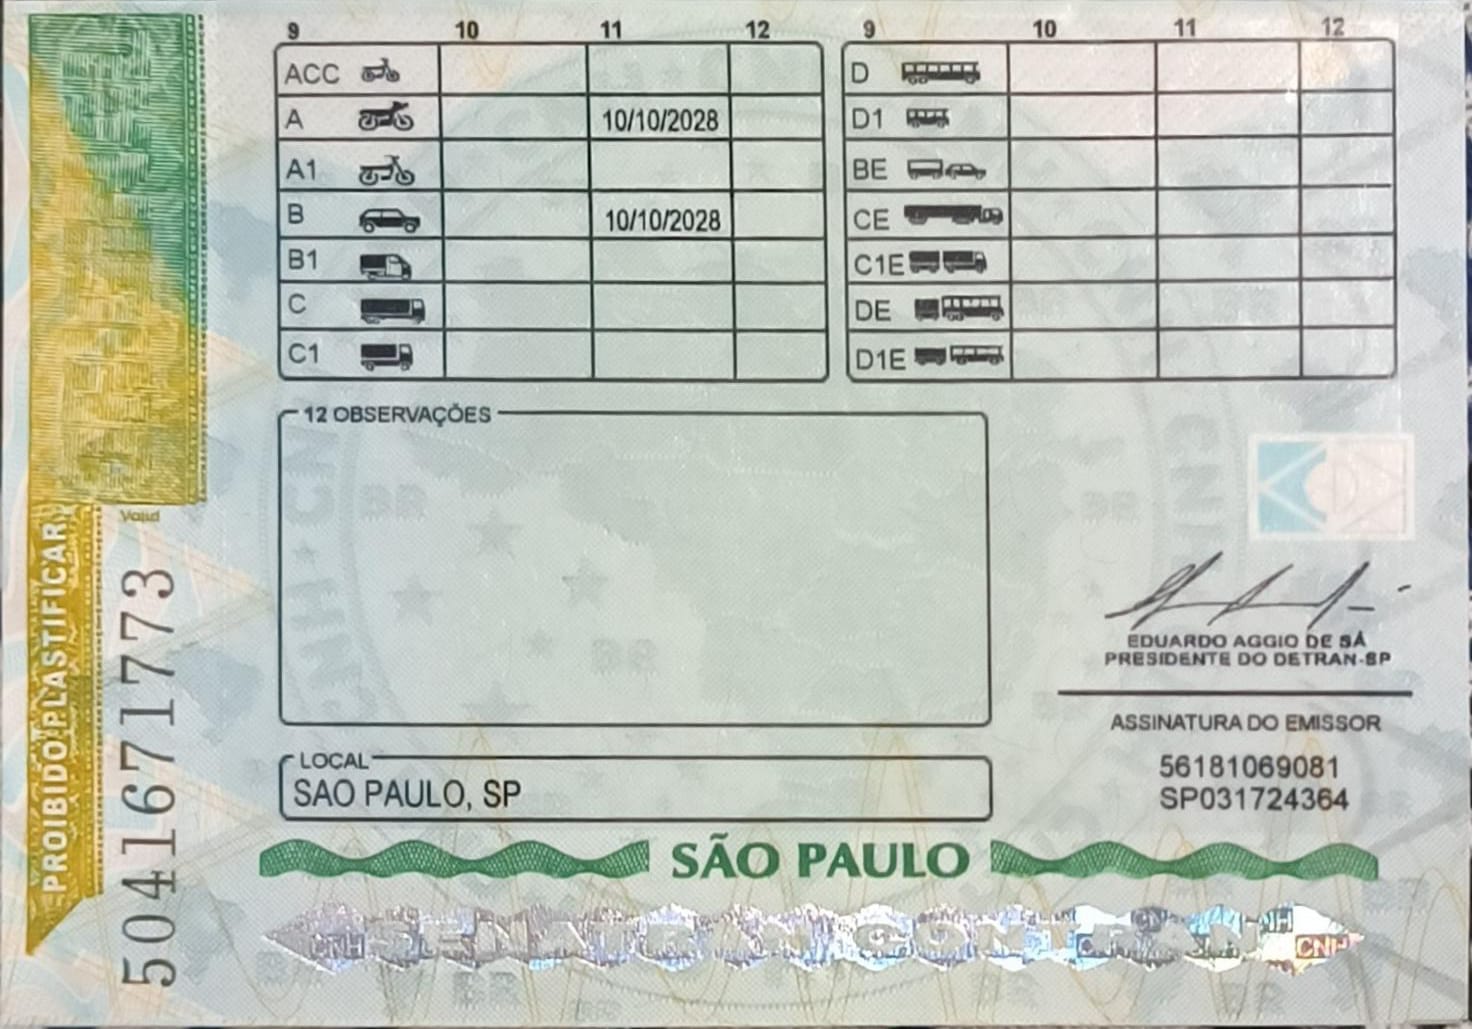 9 10 11 12
ACC
A 10/10/2028
A1
B 10/10/2028
B1
C
C1
9 10 11 12
D
D1
BE
CE
C1E
DE
D1E
12 OBSERVAÇÕES
EDUARDO AGGIO DE SÁ
PRESIDENTE DO DETRAN-SP
ASSINATURA DO EMISSOR
56181069081
SP031724364
LOCAL
SAO PAULO, SP
SÃO PAULO
SENATRAN CONTRAN
CNH
CNH
PROIBIDO PLASTIFICAR
5041671773